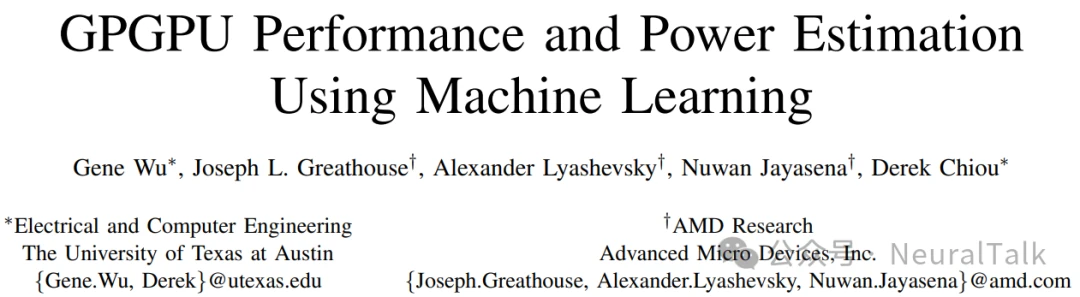 GPGPU Performance and Power Estimation
Using Machine Learning
Gene Wu*, Joseph L. Greathouse†, Alexander Lyashevsky†, Nuwan Jayasena†, Derek Chiou*
*Electrical and Computer Engineering
The University of Texas at Austin
{Gene.Wu, Derek}@utexas.edu
†AMD Research
Advanced Micro Devices, Inc.
{Joseph.Greathouse, Alexander.Lyashevsky, Nuwan.Jayasena}@amd.com
公众号 NeuralTalk